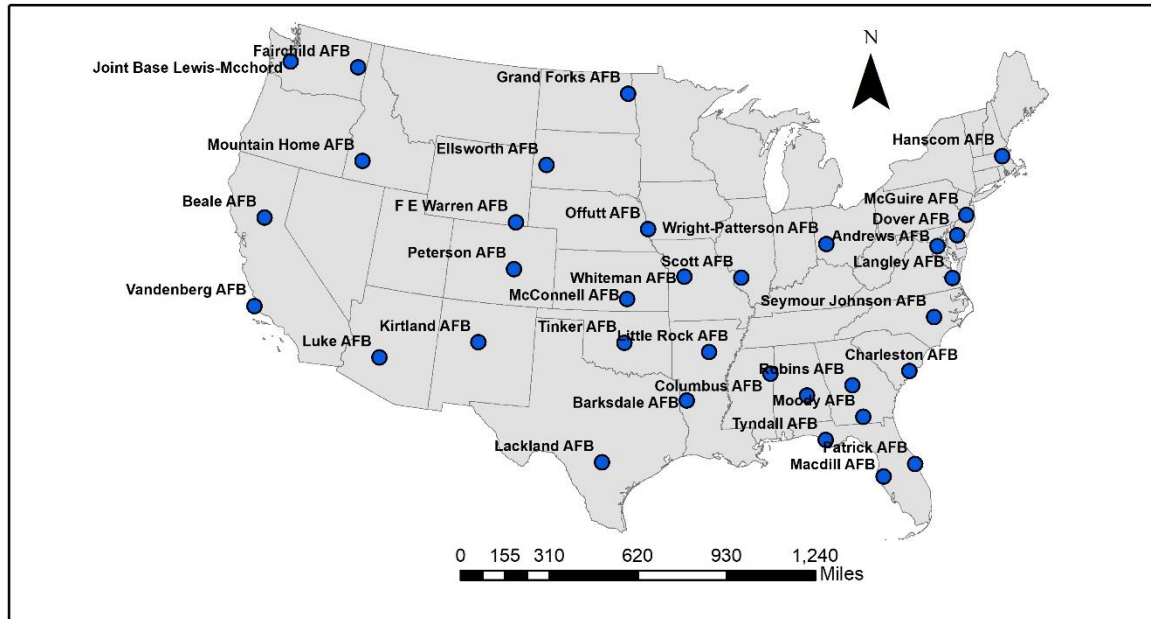 N
Fairchild AFB
Joint Base Lewis-Mcchord
Grand Forks AFB
Hanscom AFB
Mountain Home AFB
Ellsworth AFB
McGuire AFB
Beale AFB
F E Warren AFB
Offutt AFB
Dover AFB
Wright-Patterson AFB
Andrews AFB
Peterson AFB
Scott AFB
Langley AFB
Whiteman AFB
McConnell AFB
Seymour Johnson AFB
Vandenberg AFB
Kirtland AFB
Tinker AFB
Little Rock AFB
Luke AFB
Charleston AFB
Robins AFB
Columbus AFB
Barksdale AFB
Moody AFB
Tyndall AFB
Lackland AFB
Patrick AFB
Macdill AFB
0 155 310 620 930 1,240
Miles